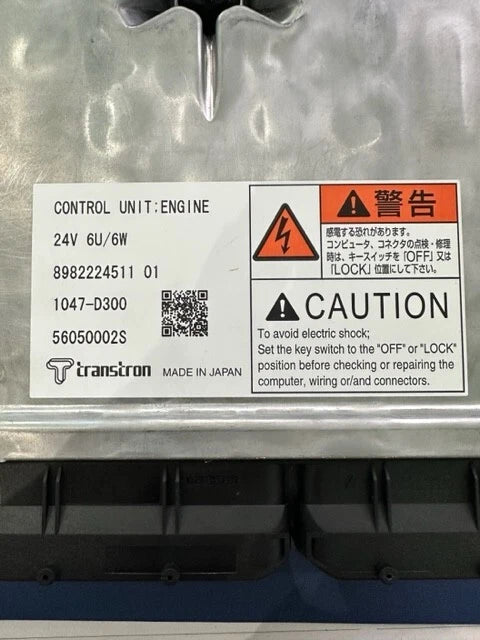 CONTROL UNIT:ENGINE
24V 6U/6W
8982224511 01
1047-D300
56050002S
transtron MADE IN JAPAN
警告
感電する恐れがあります。
コンピュータ、コネクタの点検・修理
時は、キースイッチを「OFF」又は
「LOCK」位置にして下さい。
CAUTION
To avoid electric shock;
Set the key switch to the "OFF" or "LOCK"
position before checking or repairing the
computer, wiring or/and connectors.